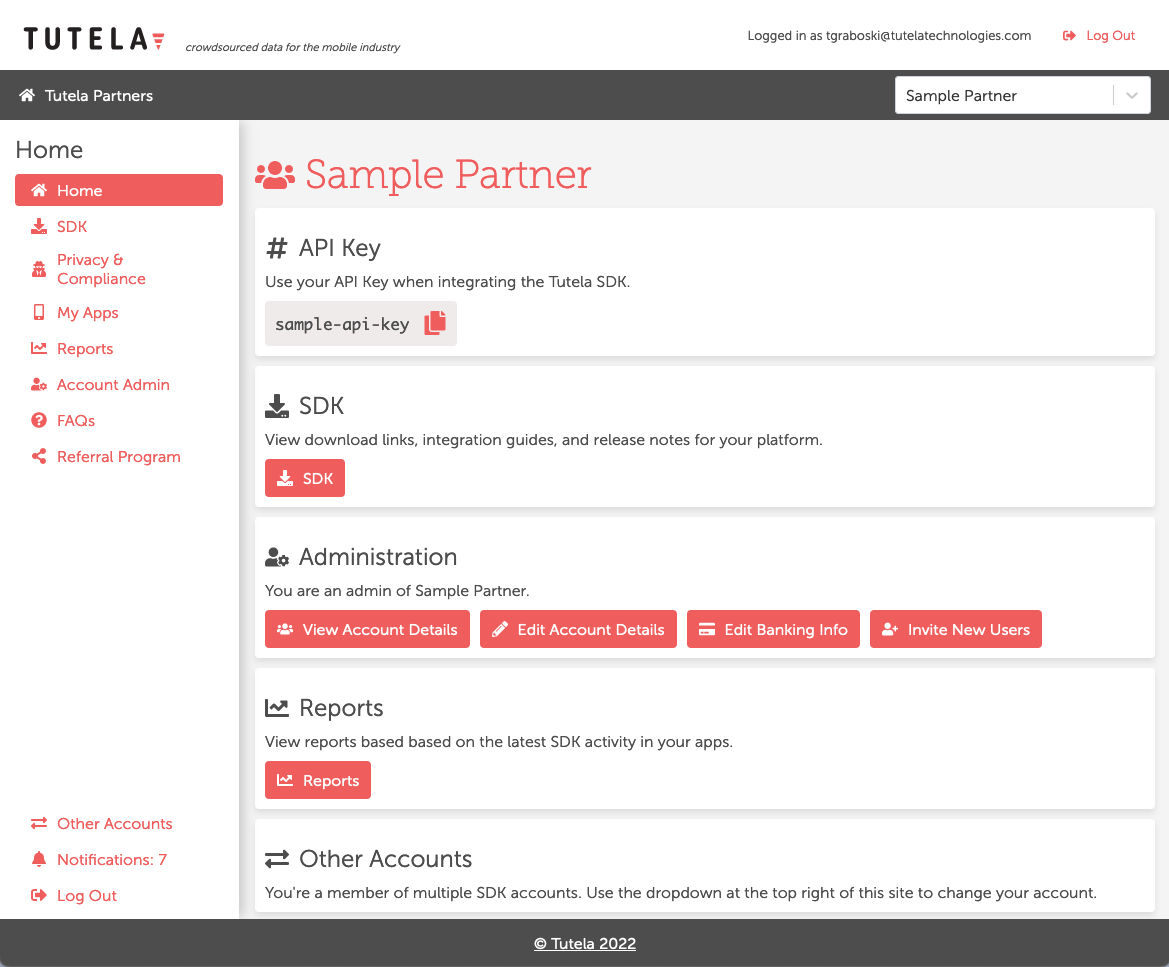 TUTELA
crowdsourced data for the mobile industry
Logged in as tgraboski@tutelatechnologies.com
Log Out
Tutela Partners
Sample Partner
Home
Home
SDK
Privacy &
Compliance
My Apps
Reports
Account Admin
FAQs
Referral Program
Other Accounts
Notifications: 7
Log Out
Sample Partner
# API Key
Use your API Key when integrating the Tutela SDK.
sample-api-key
SDK
View download links, integration guides, and release notes for your platform.
SDK
Administration
You are an admin of Sample Partner.
View Account Details
Edit Account Details
Edit Banking Info
Invite New Users
Reports
View reports based based on the latest SDK activity in your apps.
Reports
Other Accounts
You're a member of multiple SDK accounts. Use the dropdown at the top right of this site to change your account.
© Tutela 2022